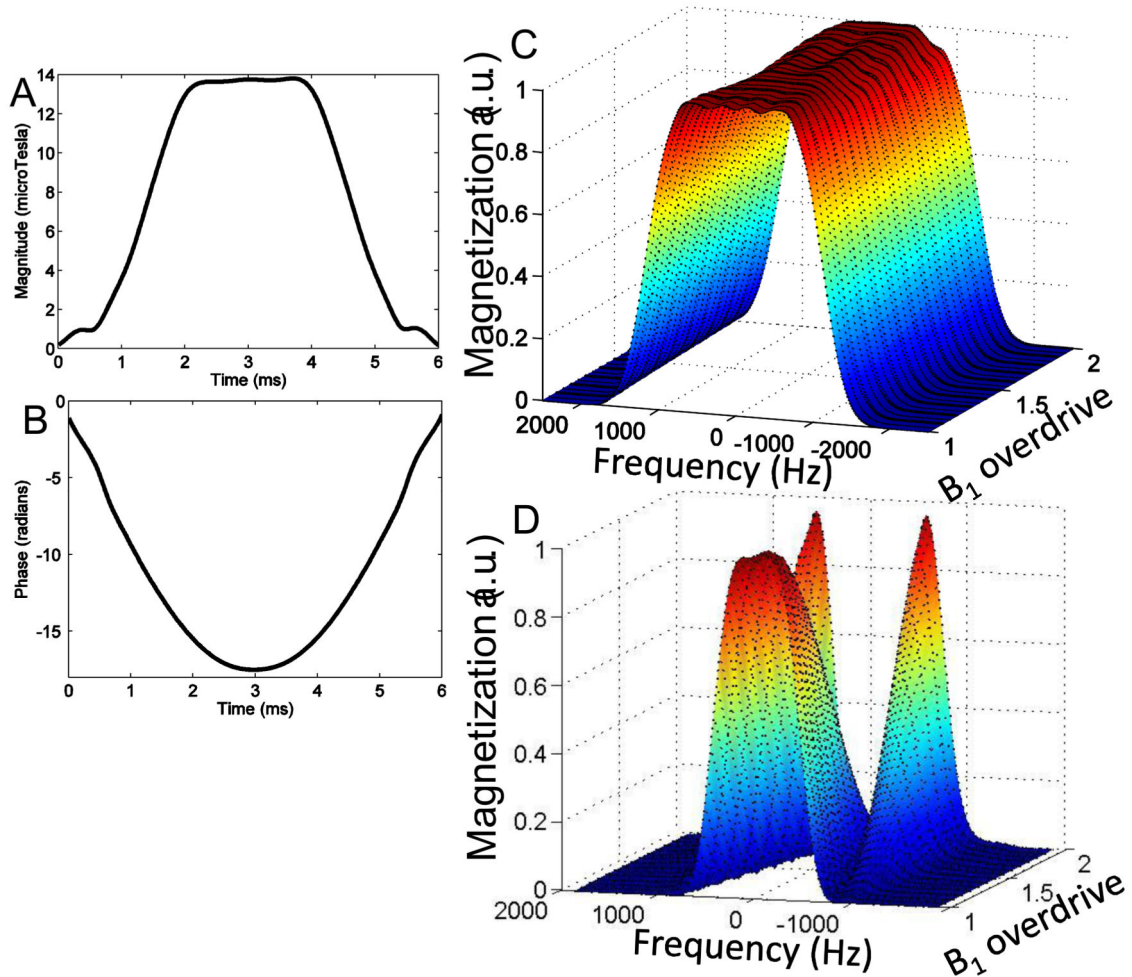 A
Magnitude (microTesla)
14
12
10
8
6
4
2
0
0 1 2 3 4 5 6
Time (ms)
B
Phase (radians)
0
-5
-10
-15
0 1 2 3 4 5 6
Time (ms)
C
Magnetization (a.u.)
1
0.8
0.6
0.4
0.2
0
2000 1000 0 -1000 -2000
Frequency (Hz)
1 1.5 2
B1 overdrive
D
Magnetization (a.u.)
1
0.8
0.6
0.4
0.2
0
2000 1000 0 -1000
Frequency (Hz)
1 1.5 2
B1 overdrive